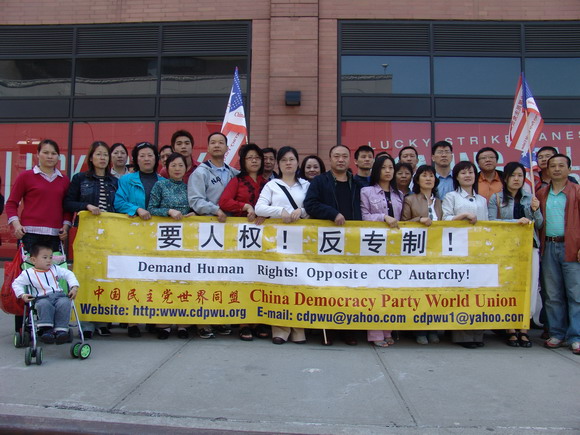 LUCKY STRIKE LANES
要人权！反专制！
Demand Human Rights! Opposite CCP Autarchy!
中国民主党世界同盟 China Democracy Party World Union
Website: http:www.cdpwu.org E-mail: cdpwu@yahoo.com cdpwu1@yahoo.com